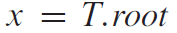 x = T.root